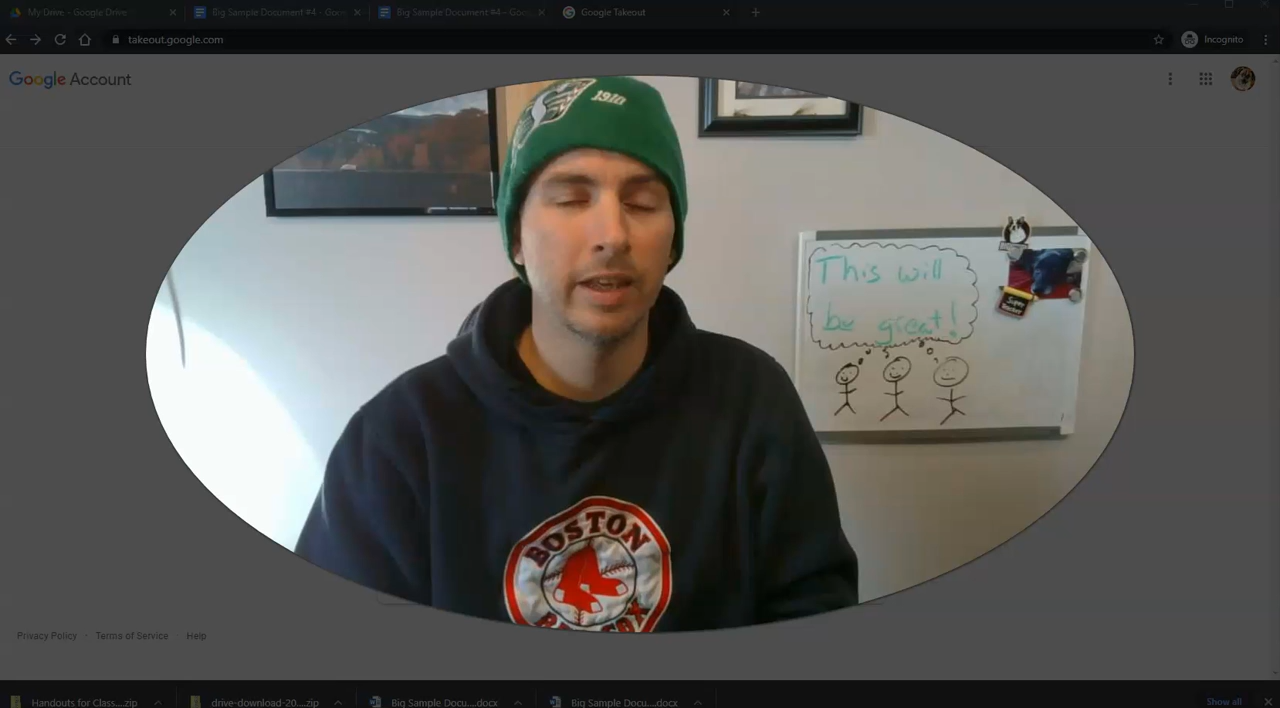 My Drive - Google Drive
Big Sample Document #4 - Goo
Big Sample Document #4 - Goo
Google Takeout
takeout.google.com
Incognito
Google Account
1910
This will
be great!
Super
BOSTON
Privacy Policy
Terms of Service
Help
Handouts for Class....zip
drive-download-20....zip
Big Sample Docu....docx
Big Sample Docu....docx
Show all